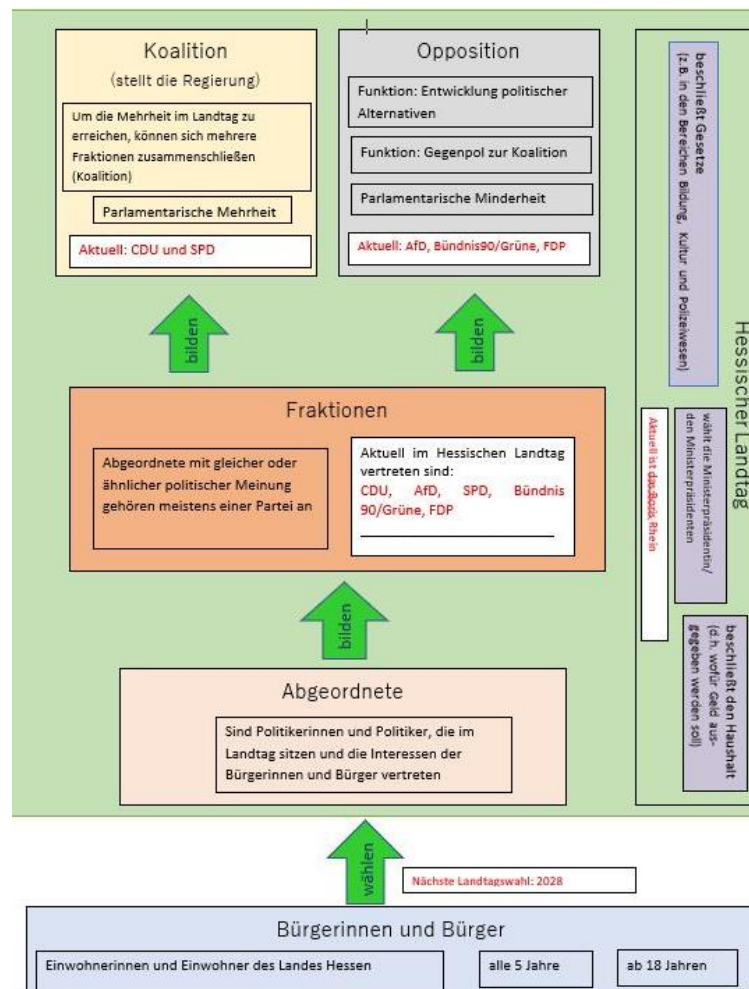 Koalition
(stellt die Regierung)
Um die Mehrheit im Landtag zu
erreichen, können sich mehrere
Fraktionen zusammenschließen
(Koalition)
Parlamentarische Mehrheit
Aktuell: CDU und SPD
Opposition
Funktion: Entwicklung politischer
Alternativen
Funktion: Gegenpol zur Koalition
Parlamentarische Minderheit
Aktuell: AfD, Bündnis90/Grüne, FDP
bilden
bilden
Fraktionen
Abgeordnete mit gleicher oder
ähnlicher politischer Meinung
gehören meistens einer Partei an
Aktuell im Hessischen Landtag
vertreten sind:
CDU, AfD, SPD, Bündnis
90/Grüne, FDP
bilden
Abgeordnete
Sind Politikerinnen und Politiker, die im
Landtag sitzen und die Interessen der
Bürgerinnen und Bürger vertreten
Hessischer Landtag
beschließt Gesetze
(z.B. in den Bereichen Bildung, Kultur und Polizeiwesen)
wählt die Ministerpräsidentin/
den Ministerpräsidenten
Aktuell ist das: Rhein
beschließt den Haushalt
(d.h. wofür Geld aus-
gegeben werden soll)
wählen
Nächste Landtagswahl: 2028
Bürgerinnen und Bürger
Einwohnerinnen und Einwohner des Landes Hessen
alle 5 Jahre
ab 18 Jahren